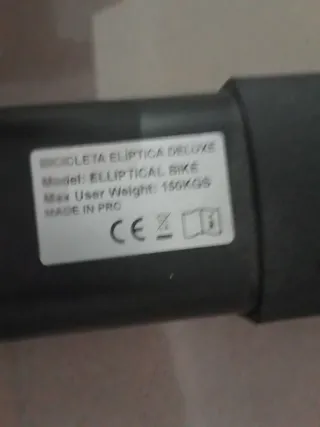 BICICLETA ELÍPTICA DELUXE
Model: ELLIPTICAL BIKE
Max User Weight: 150KGS
MADE IN PRC
CE